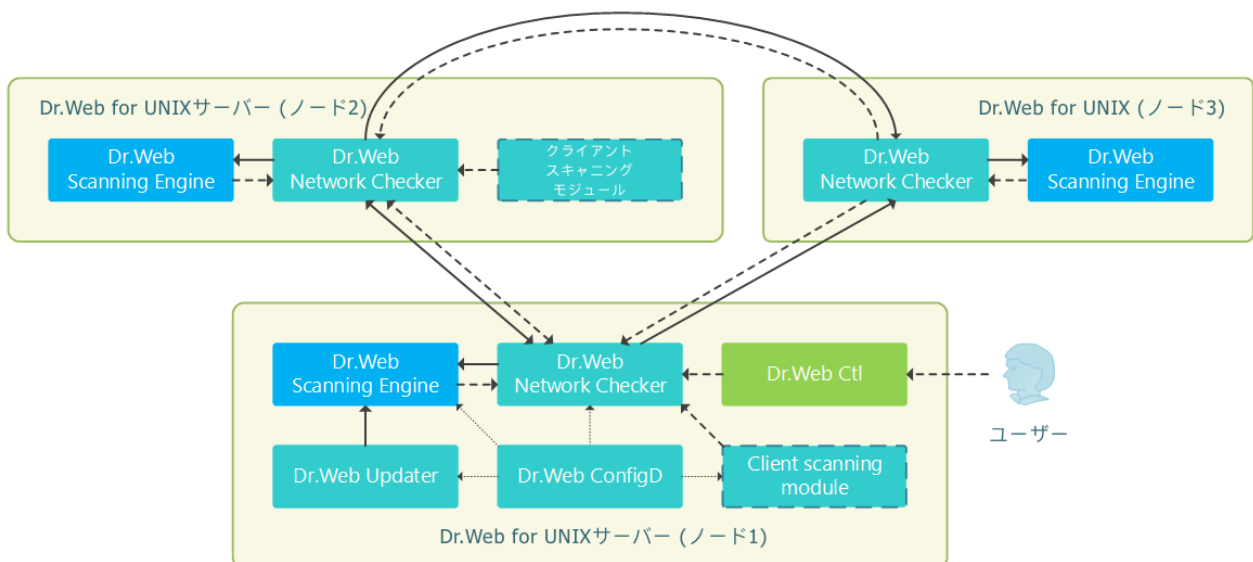 Dr.Web for UNIXサーバー (ノード2)
Dr.Web
Scanning Engine
Dr.Web
Network Checker
クライアント
スキャニング
モジュール
Dr.Web for UNIX (ノード3)
Dr.Web
Network Checker
Dr.Web
Scanning Engine
Dr.Web
Scanning Engine
Dr.Web
Network Checker
Dr.Web Ctl
ユーザー
Dr.Web Updater
Dr.Web ConfigD
Client scanning
module
Dr.Web for UNIXサーバー (ノード1)